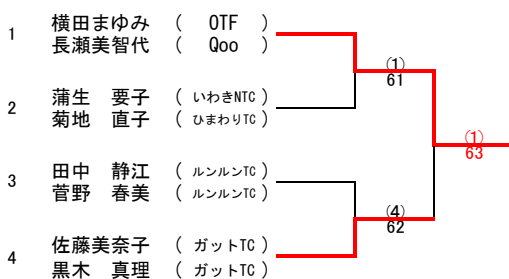 1 横田まゆみ ( OTF )
長瀬美智代 ( Qoo )
(1)
61
2 蒲生 要子 ( いわきNTC )
菊地 直子 ( ひまわりTC )
(1)
63
3 田中 静江 ( ルンルンTC )
菅野 春美 ( ルンルンTC )
(4)
62
4 佐藤美奈子 ( ガットTC )
黒木 真理 ( ガットTC )